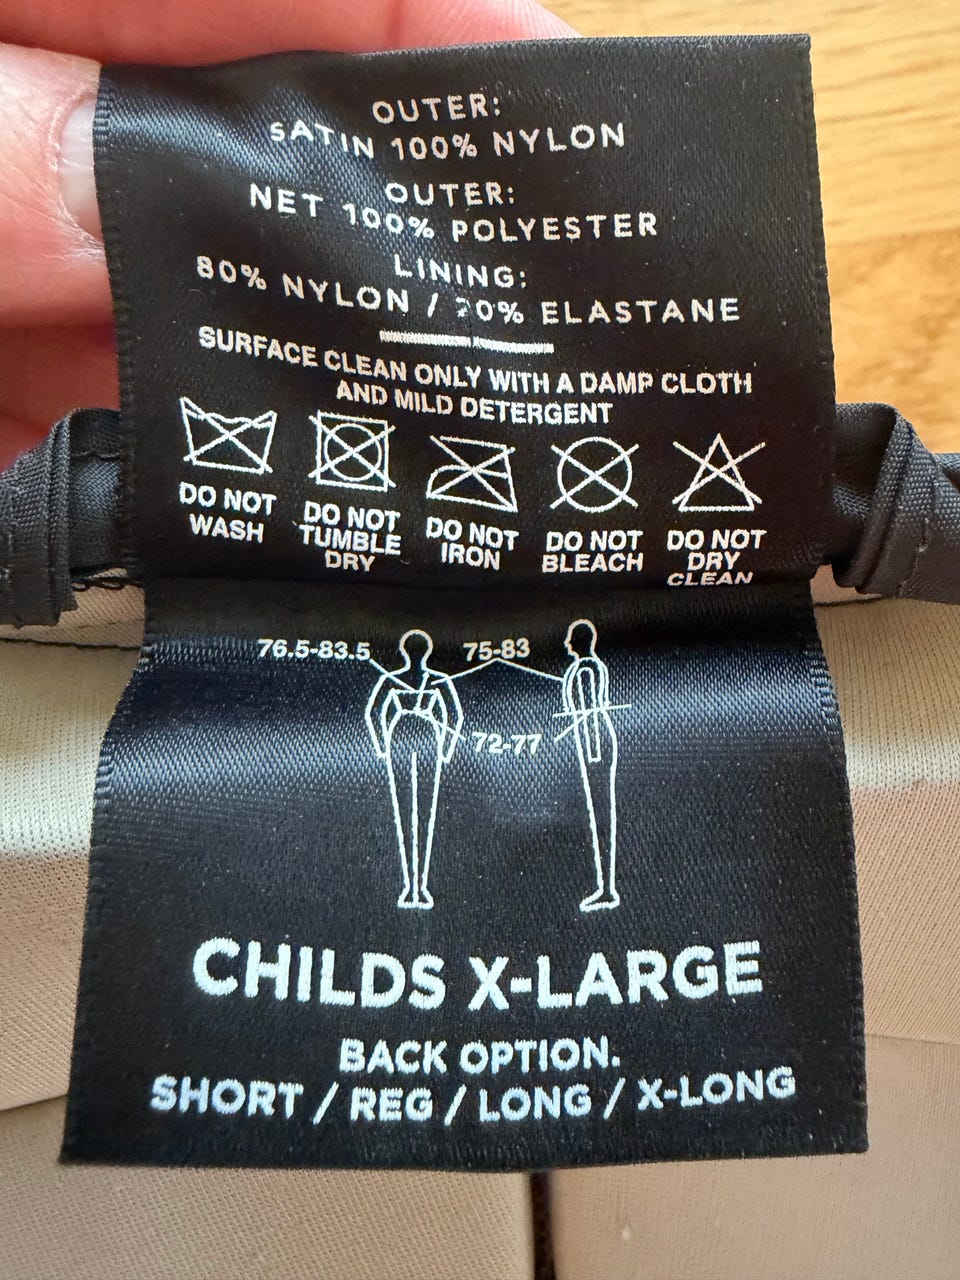 OUTER:
SATIN 100% NYLON
OUTER:
NET 100% POLYESTER
LINING:
80% NYLON / 20% ELASTANE
SURFACE CLEAN ONLY WITH A DAMP CLOTH
AND MILD DETERGENT
DO NOT WASH
DO NOT TUMBLE DRY
DO NOT IRON
DO NOT BLEACH
DO NOT DRY CLEAN
76.5-83.5
75-83
72-77
CHILDS X-LARGE
BACK OPTION.
SHORT / REG / LONG / X-LONG